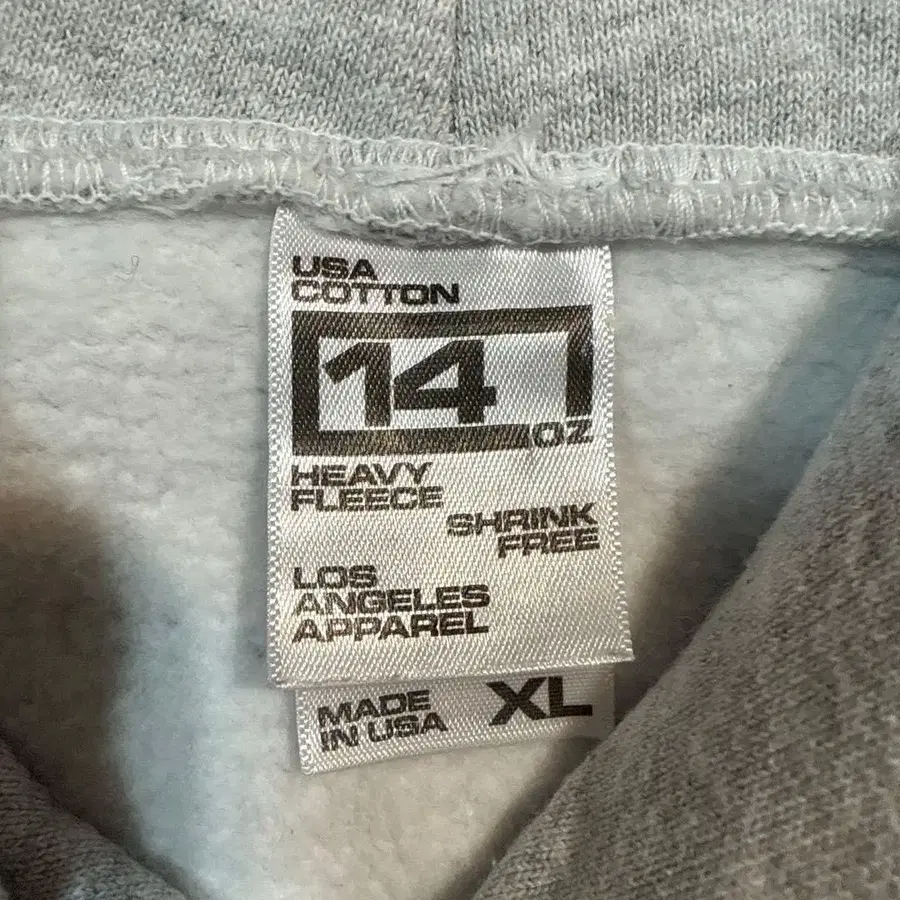 USA
COTTON
14
OZ
HEAVY
FLEECE
SHRINK
FREE
LOS
ANGELES
APPAREL
MADE
IN USA
XL